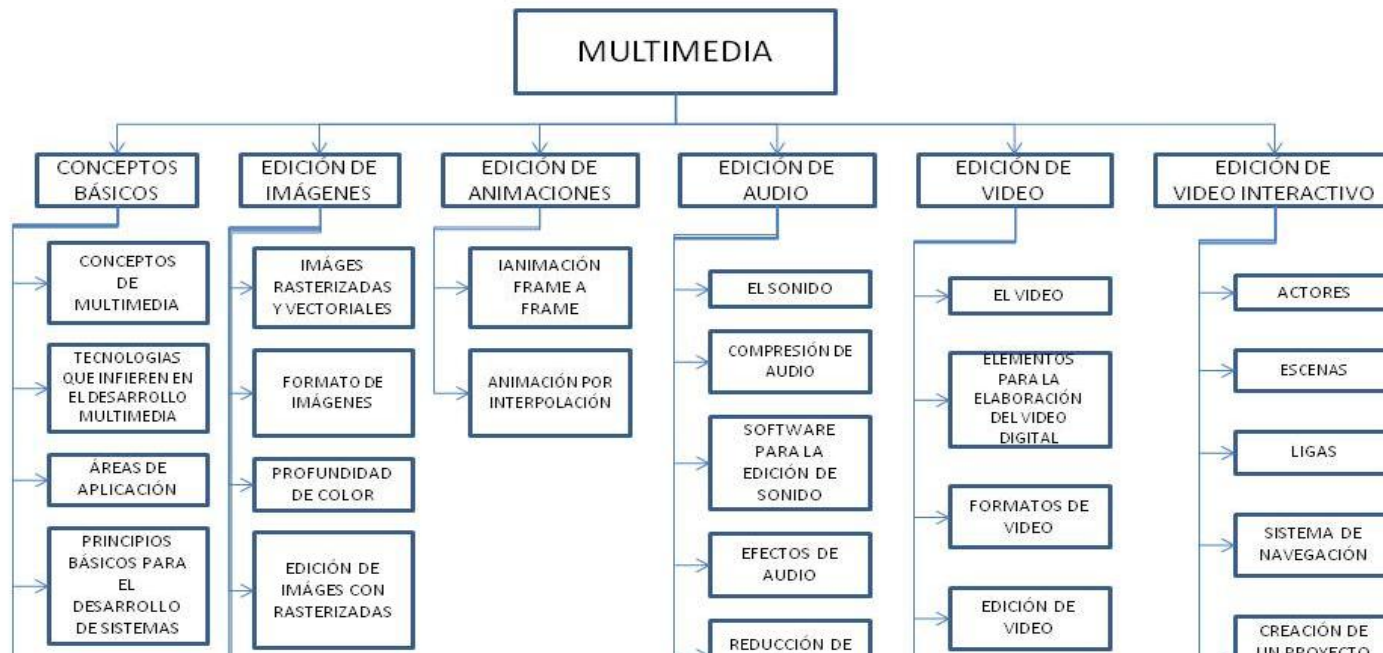 MULTIMEDIA
CONCEPTOS
BÁSICOS
CONCEPTOS
DE
MULTIMEDIA
TECNOLOGIAS
QUE INFIEREN EN
EL DESARROLLO
MULTIMEDIA
ÁREAS DE
APLICACIÓN
PRINCIPIOS
BÁSICOS PARA
EL
DESARROLLO
DE SISTEMAS
EDICIÓN DE
IMÁGENES
IMÁGES
RASTERIZADAS
Y VECTORIALES
FORMATO DE
IMÁGENES
PROFUNDIDAD
DE COLOR
EDICIÓN DE
IMÁGES CON
RASTERIZADAS
EDICIÓN DE
ANIMACIONES
IANIMACIÓN
FRAME A
FRAME
ANIMACIÓN POR
INTERPOLACIÓN
EDICIÓN DE
AUDIO
EL SONIDO
COMPRESIÓN DE
AUDIO
SOFTWARE
PARA LA
EDICIÓN DE
SONIDO
EFECTOS DE
AUDIO
REDUCCIÓN DE
EDICIÓN DE
VIDEO
EL VIDEO
ELEMENTOS
PARA LA
ELABORACIÓN
DEL VIDEO
DIGITAL
FORMATOS DE
VIDEO
EDICIÓN DE
VIDEO
EDICIÓN DE
VIDEO INTERACTIVO
ACTORES
ESCENAS
LIGAS
SISTEMA DE
NAVEGACIÓN
CREACIÓN DE
UN PROYECTO